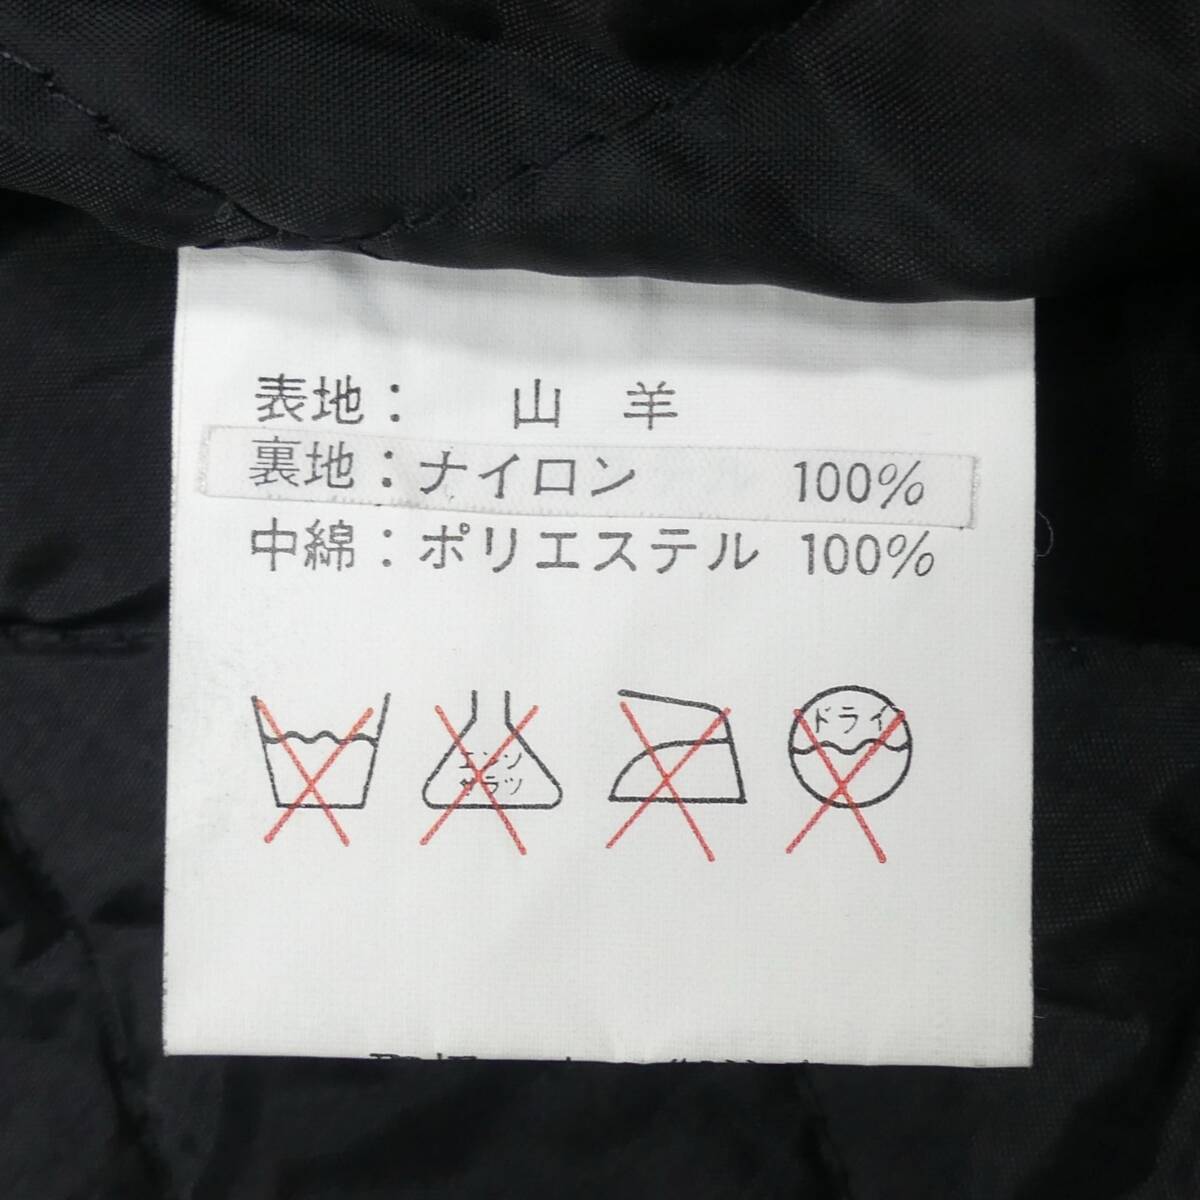 表地： 山 羊
裏地：ナイロン 100%
中綿：ポリエステル 100%
エンソ
サラシ
ドライ